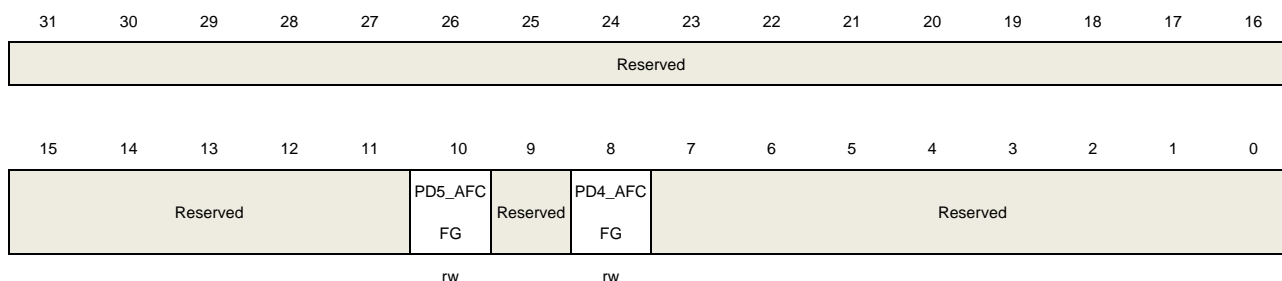 31 30 29 28 27 26 25 24 23 22 21 20 19 18 17 16
Reserved
15 14 13 12 11 10 9 8 7 6 5 4 3 2 1 0
Reserved PD5_AFC FG Reserved PD4_AFC FG Reserved
rw rw